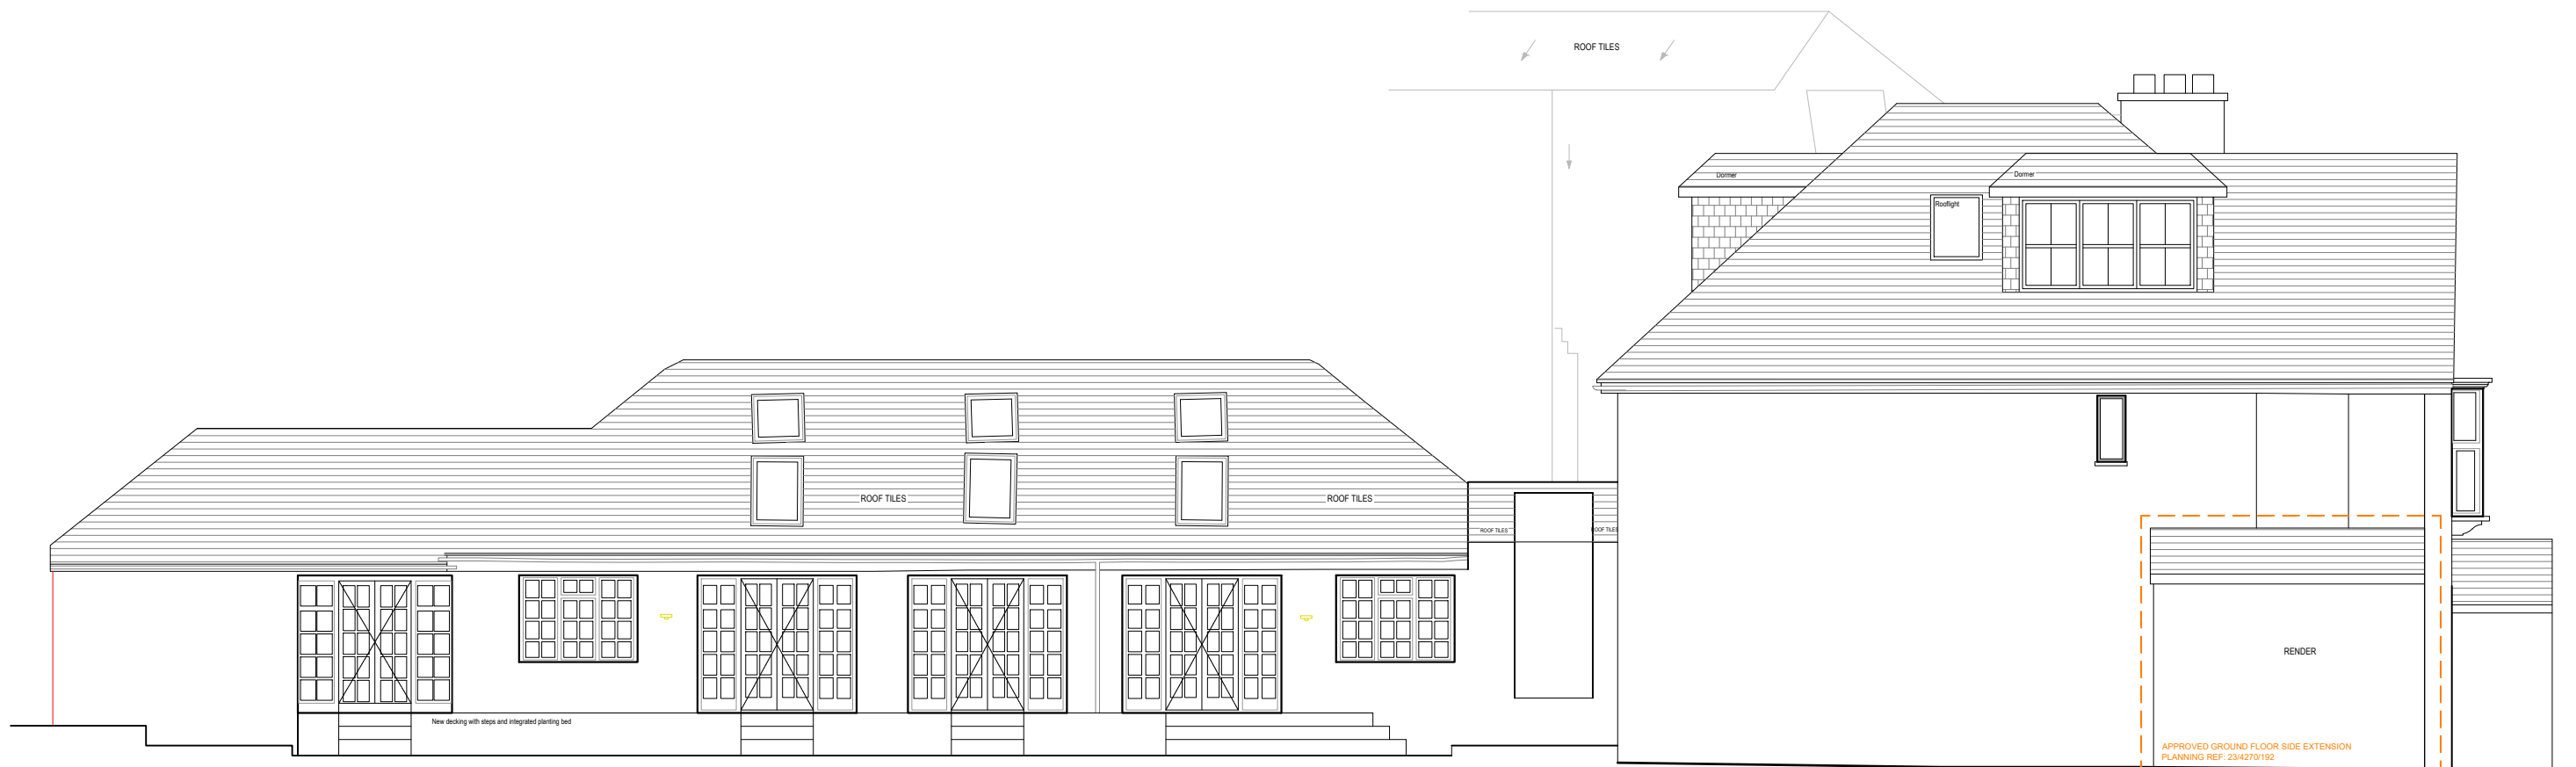 ROOF TILES
Dormer
Dormer
Rooflight
ROOF TILES
ROOF TILES
ROOF TILES
ROOF TILES
RENDER
New decking with steps and integrated planting bed
APPROVED GROUND FLOOR SIDE EXTENSION
PLANNING REF: 23/4270/192